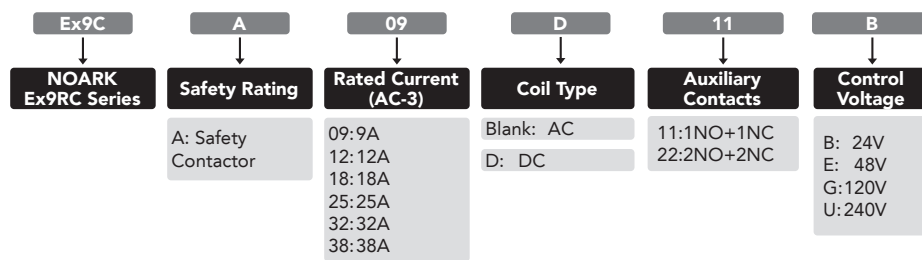 Ex9C
A
09
D
11
B
NOARK
Ex9RC Series
Safety Rating
Rated Current
(AC-3)
Coil Type
Auxiliary
Contacts
Control
Voltage
A: Safety
Contactor
09:9A
12:12A
18:18A
25:25A
32:32A
38:38A
Blank: AC
D: DC
11:1NO+1NC
22:2NO+2NC
B: 24V
E: 48V
G:120V
U:240V